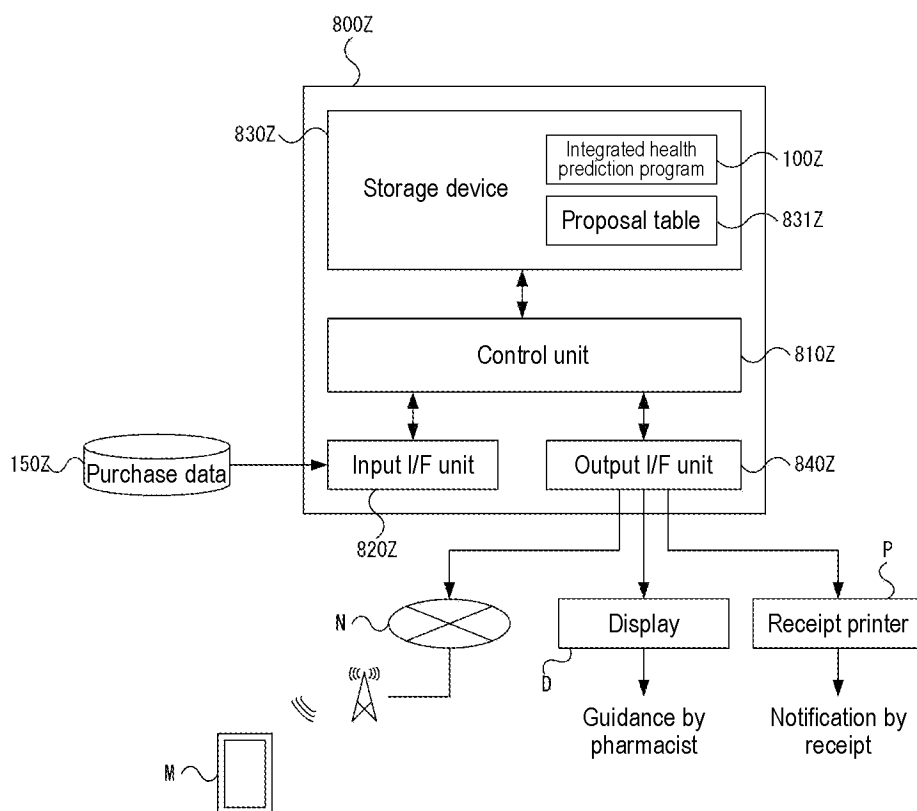 800Z
830Z
Storage device
Integrated health
prediction program
100Z
Proposal table
831Z
Control unit
810Z
150Z
Purchase data
Input I/F unit
Output I/F unit
840Z
820Z
P
N
Display
Receipt printer
D
Guidance by
pharmacist
Notification by
receipt
M